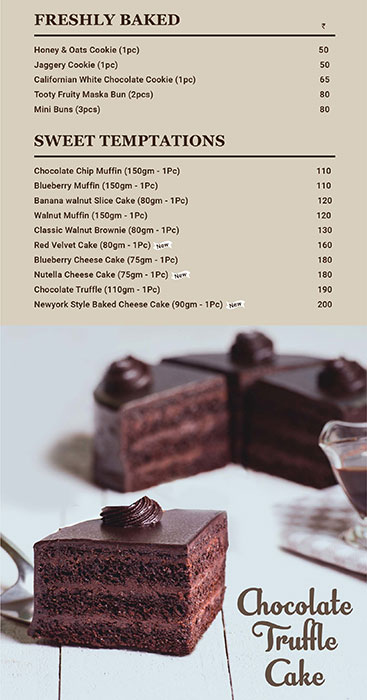 FRESHLY BAKED ₹
Honey & Oats Cookie (1pc) 50
Jaggery Cookie (1pc) 50
Californian White Chocolate Cookie (1pc) 65
Tooty Fruity Maska Bun (2pcs) 80
Mini Buns (3pcs) 80
SWEET TEMPTATIONS
Chocolate Chip Muffin (150gm - 1Pc) 110
Blueberry Muffin (150gm - 1Pc) 110
Banana walnut Slice Cake (80gm - 1Pc) 120
Walnut Muffin (150gm - 1Pc) 120
Classic Walnut Brownie (80gm - 1Pc) 130
Red Velvet Cake (80gm - 1Pc) New 160
Blueberry Cheese Cake (75gm - 1Pc) 180
Nutella Cheese Cake (75gm - 1Pc) New 180
Chocolate Truffle (110gm - 1Pc) 190
Newyork Style Baked Cheese Cake (90gm - 1Pc) New 200
Chocolate
Truffle
Cake